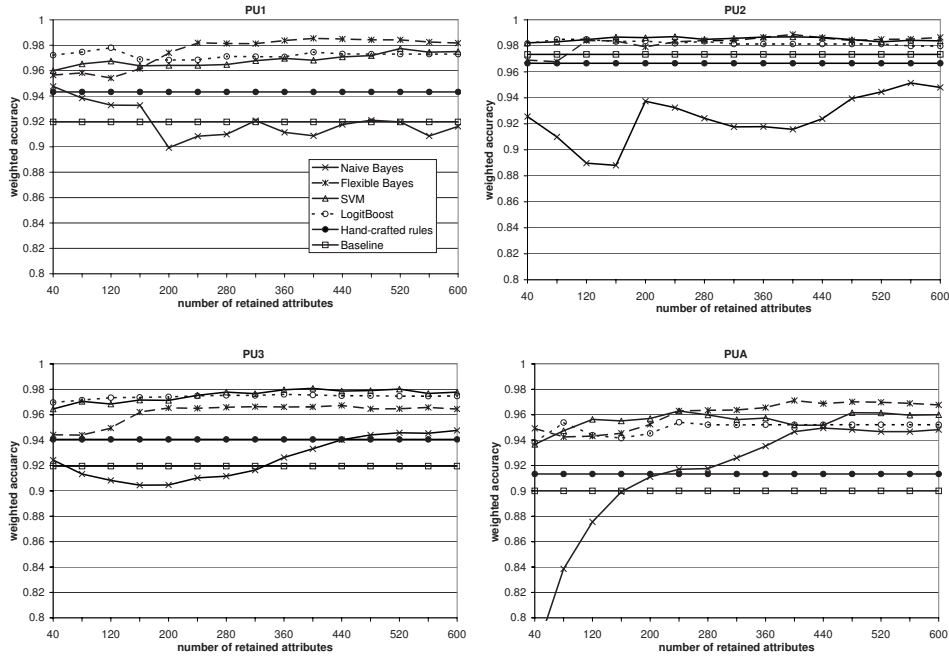 PU1
weighted accuracy
1
0.98
0.96
0.94
0.92
0.9
0.88
0.86
0.84
0.82
0.8
40 120 200 280 360 440 520 600
number of retained attributes
Naive Bayes
Flexible Bayes
SVM
LogitBoost
Hand-crafted rules
Baseline
PU2
weighted accuracy
1
0.98
0.96
0.94
0.92
0.9
0.88
0.86
0.84
0.82
0.8
40 120 200 280 360 440 520 600
number of retained attributes
PU3
weighted accuarcy
1
0.98
0.96
0.94
0.92
0.9
0.88
0.86
0.84
0.82
0.8
40 120 200 280 360 440 520 600
number of retained attributes
PUA
weighted accuracy
1
0.98
0.96
0.94
0.92
0.9
0.88
0.86
0.84
0.82
0.8
40 120 200 280 360 440 520 600
number of retained attributes